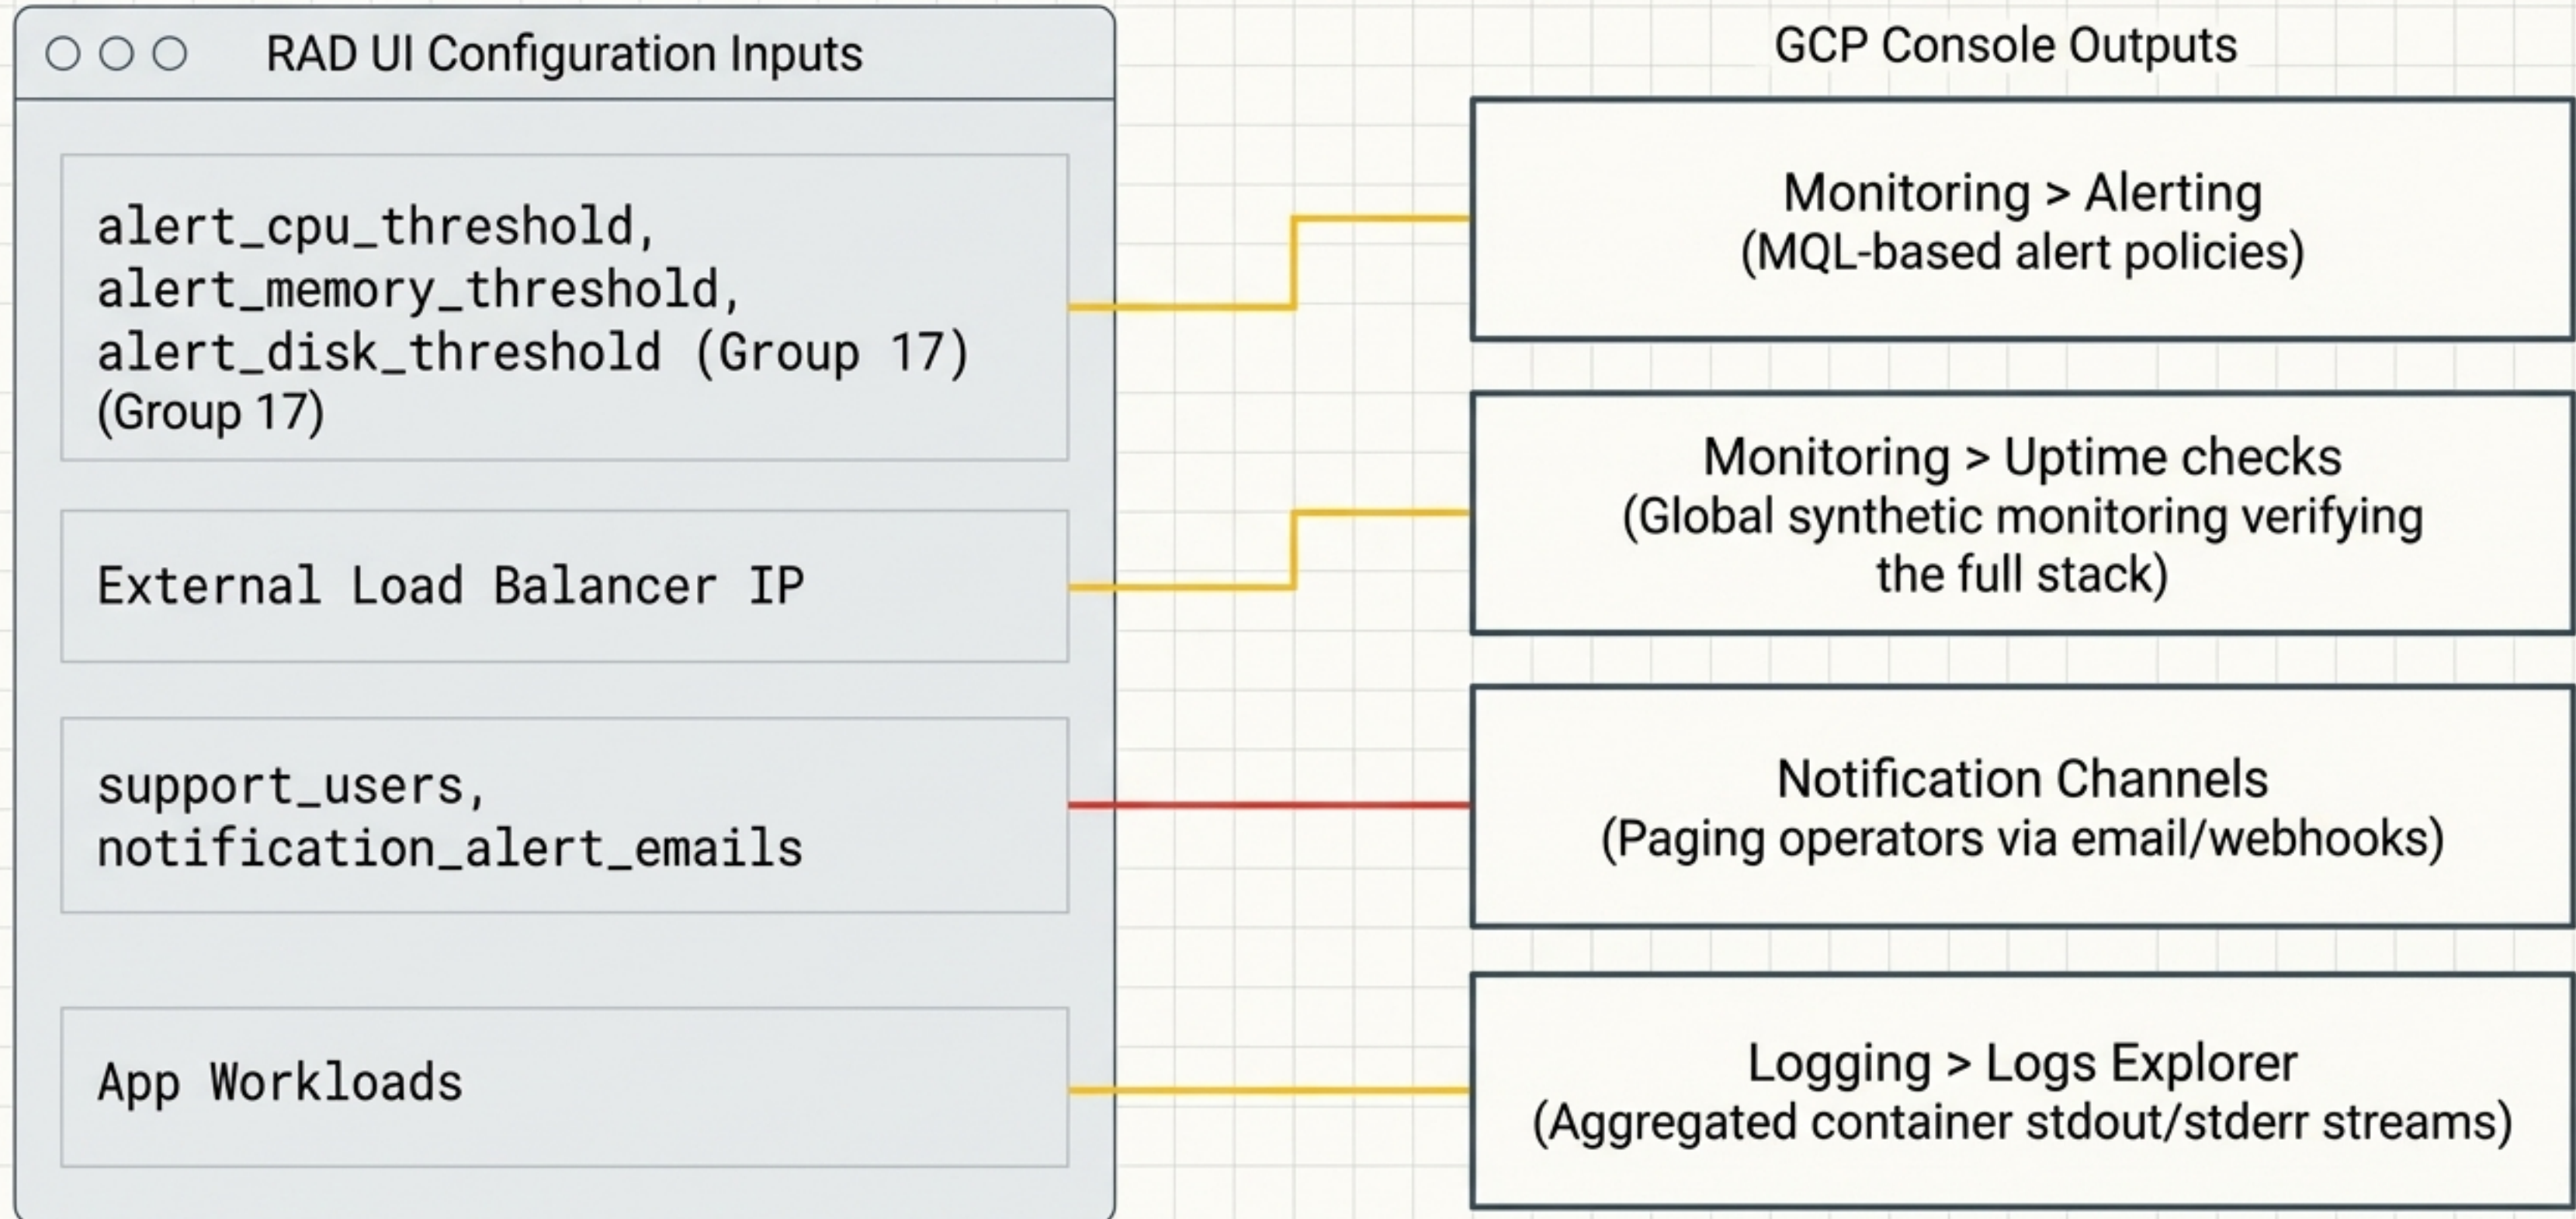 RAD UI Configuration Inputs
alert_cpu_threshold,
alert_memory_threshold,
alert_disk_threshold (Group 17)
(Group 17)
External Load Balancer IP
support_users,
notification_alert_emails
App Workloads
GCP Console Outputs
Monitoring > Alerting
(MQL-based alert policies)
Monitoring > Uptime checks
(Global synthetic monitoring verifying
the full stack)
Notification Channels
(Paging operators via email/webhooks)
Logging > Logs Explorer
(Aggregated container stdout/stderr streams)